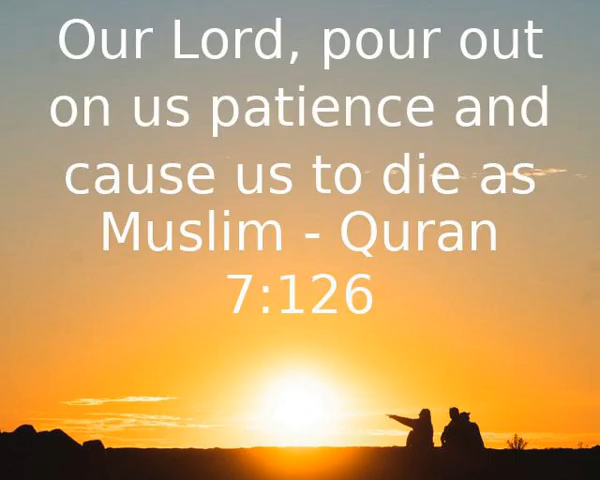 Our Lord, pour out
on us patience and
cause us to die as
Muslim - Quran
7:126